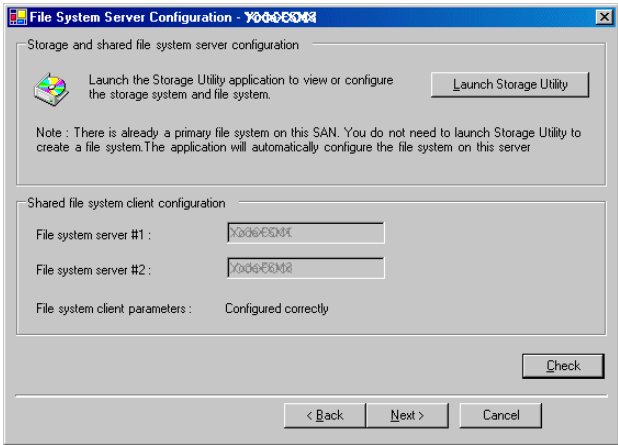 File System Server Configuration -
Storage and shared file system server configuration
Launch the Storage Utility application to view or configure
the storage system and file system.
Launch Storage Utility
Note : There is already a primary file system on this SAN. You do not need to launch Storage Utility to
create a file system.The application will automatically configure the file system on this server
Shared file system client configuration
File system server #1 :
File system server #2 :
File system client parameters : Configured correctly
Check
< Back Next > Cancel